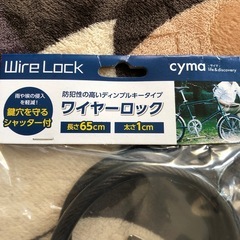 Wire Lock
cyma
life & discovery
雨や埃の侵入
を軽減!
鍵穴を守る
シャッター付
防犯性の高いディンプルキータイプ
ワイヤーロック
長さ65cm
太さ1cm